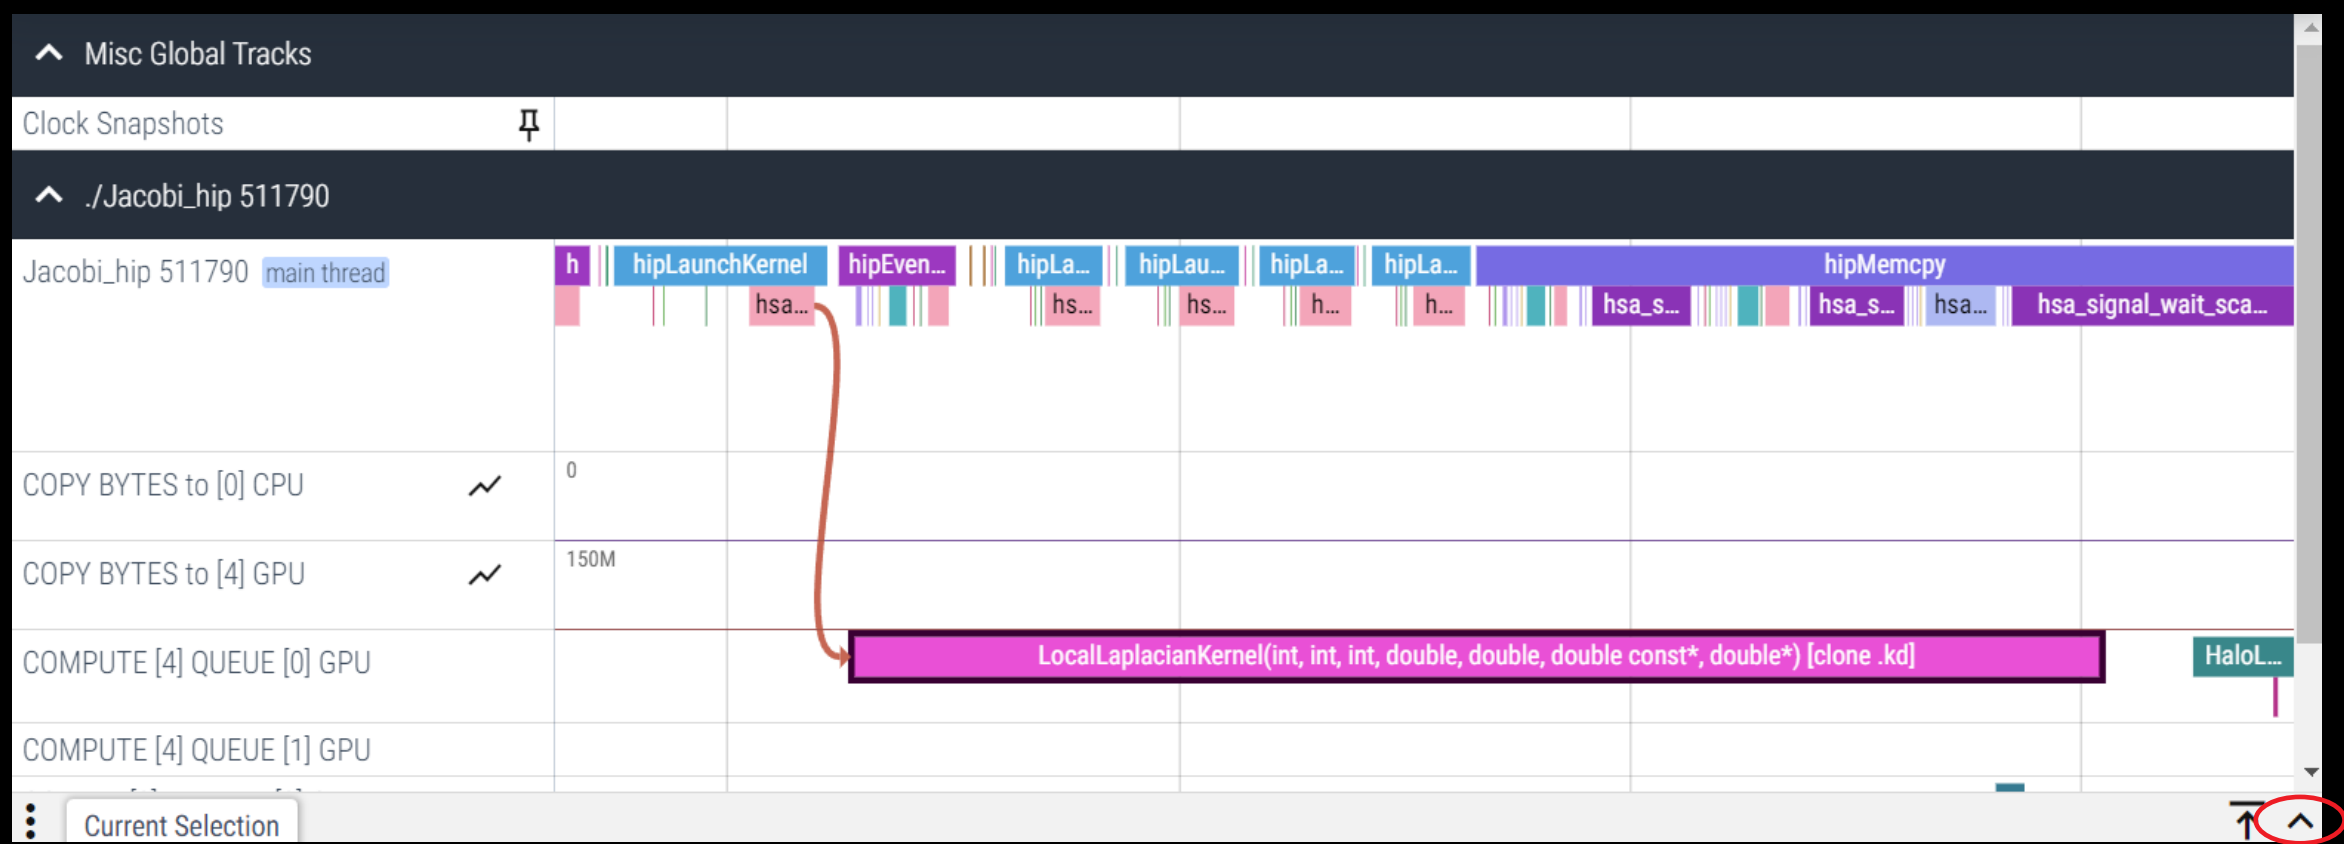 Misc Global Tracks
Clock Snapshots
./Jacobi_hip 511790
Jacobi_hip 511790 main thread
h hipLaunchKernel hipEven... hipLa... hipLau... hipLa... hipLa... hipMemcpy
hsa... hs... hs... h... h... hsa_s... hsa_s... hsa... hsa_signal_wait_sca...
COPY BYTES to [0] CPU 0
COPY BYTES to [4] GPU 150M
COMPUTE [4] QUEUE [0] GPU LocalLaplacianKernel(int, int, int, double, double, double const*, double*) [clone .kd] HaloL...
COMPUTE [4] QUEUE [1] GPU
Current Selection